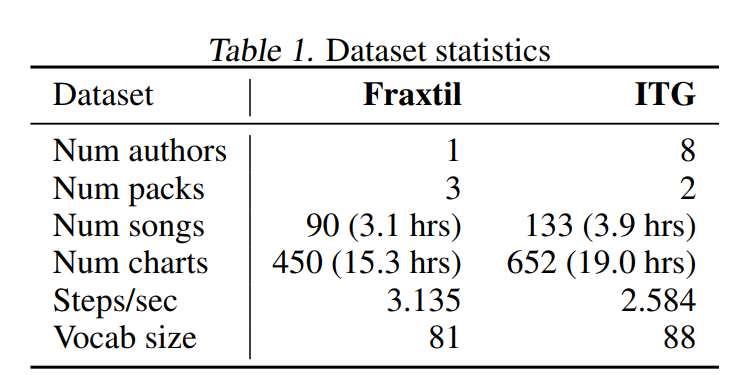 Table 1. Dataset statistics
Dataset Fraxtil ITG
Num authors 1 8
Num packs 3 2
Num songs 90 (3.1 hrs) 133 (3.9 hrs)
Num charts 450 (15.3 hrs) 652 (19.0 hrs)
Steps/sec 3.135 2.584
Vocab size 81 88